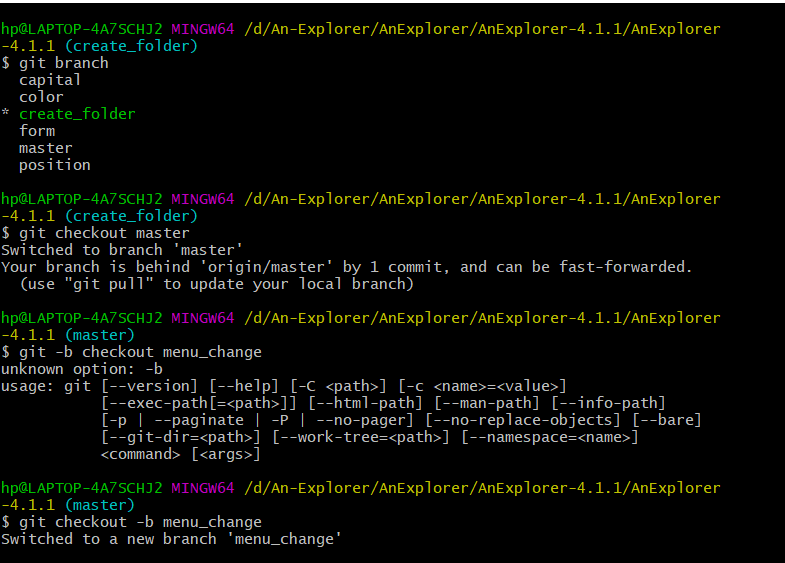 hp@LAPTOP-4A7SCHJ2 MINGW64 /d/An-Explorer/AnExplorer/AnExplorer-4.1.1/AnExplorer
-4.1.1 (create_folder)
$ git branch
  capital
  color
* create_folder
  form
  master
  position

hp@LAPTOP-4A7SCHJ2 MINGW64 /d/An-Explorer/AnExplorer/AnExplorer-4.1.1/AnExplorer
-4.1.1 (create_folder)
$ git checkout master
Switched to branch 'master'
Your branch is behind 'origin/master' by 1 commit, and can be fast-forwarded.
  (use "git pull" to update your local branch)

hp@LAPTOP-4A7SCHJ2 MINGW64 /d/An-Explorer/AnExplorer/AnExplorer-4.1.1/AnExplorer
-4.1.1 (master)
$ git -b checkout menu_change
unknown option: -b
usage: git [--version] [--help] [-C <path>] [-c <name>=<value>]
           [--exec-path[=<path>]] [--html-path] [--man-path] [--info-path]
           [-p | --paginate | -P | --no-pager] [--no-replace-objects] [--bare]
           [--git-dir=<path>] [--work-tree=<path>] [--namespace=<name>]
           <command> [<args>]

hp@LAPTOP-4A7SCHJ2 MINGW64 /d/An-Explorer/AnExplorer/AnExplorer-4.1.1/AnExplorer
-4.1.1 (master)
$ git checkout -b menu_change
Switched to a new branch 'menu_change'